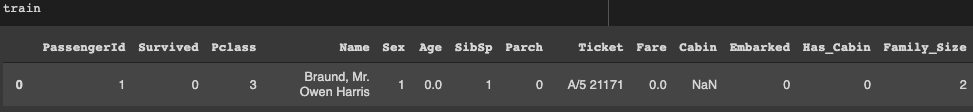 train
PassengerId Survived Pclass Name Sex Age SibSp Parch Ticket Fare Cabin Embarked Has_Cabin Family_Size
0 1 0 3 Braund, Mr. Owen Harris 1 0.0 1 0 A/5 21171 0.0 NaN 0 0 2